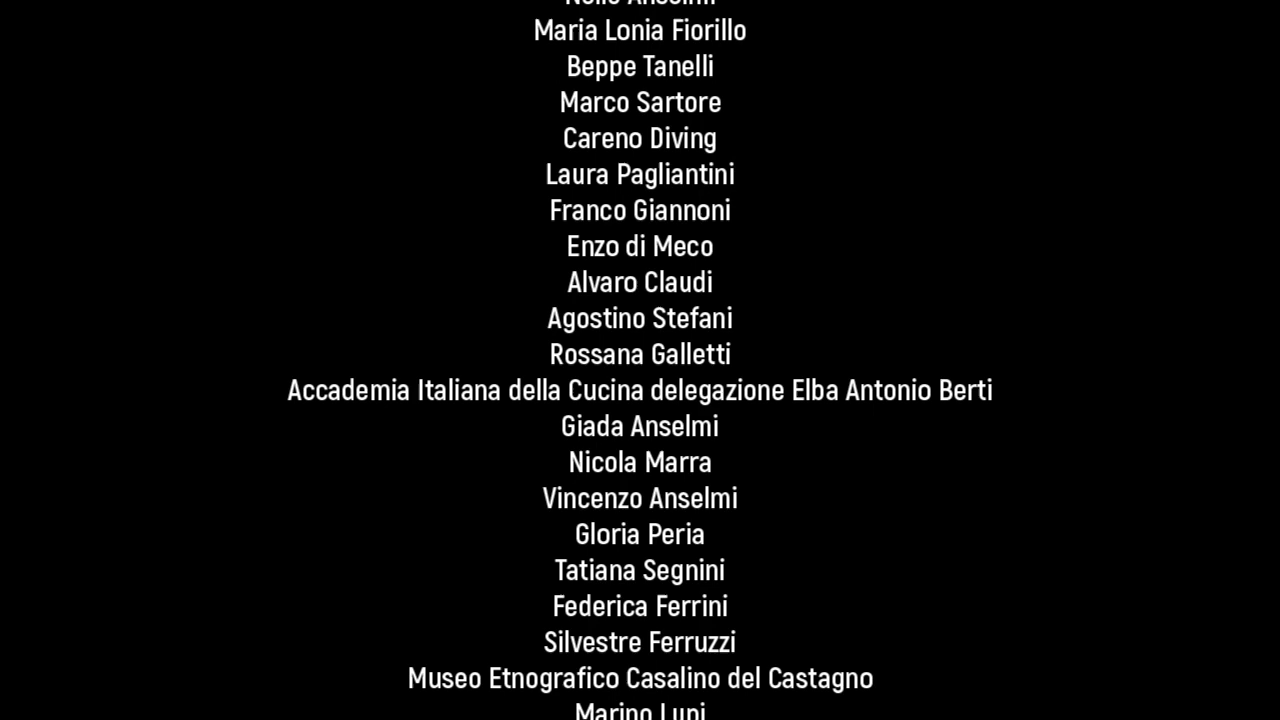 Maria Lonia Fiorillo
Beppe Tanelli
Marco Sartore
Careno Diving
Laura Pagliantini
Franco Giannoni
Enzo di Meco
Alvaro Claudi
Agostino Stefani
Rossana Galletti
Accademia Italiana della Cucina delegazione Elba Antonio Berti
Giada Anselmi
Nicola Marra
Vincenzo Anselmi
Gloria Peria
Tatiana Segnini
Federica Ferrini
Silvestre Ferruzzi
Museo Etnografico Casalino del Castagno
Marino